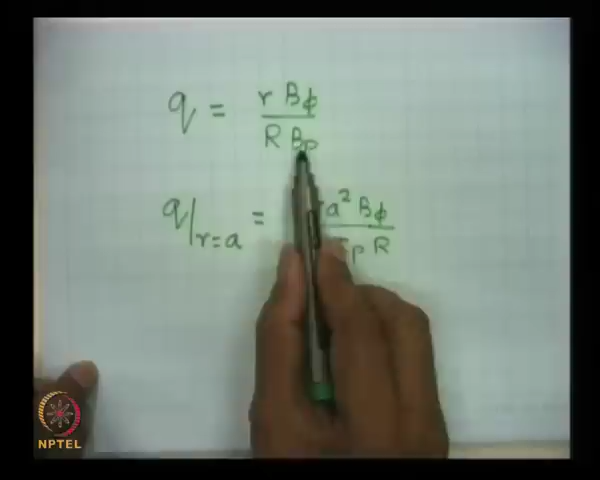 q = r Bφ / R Bp
q|r=a = a² Bφ / p R
NPTEL